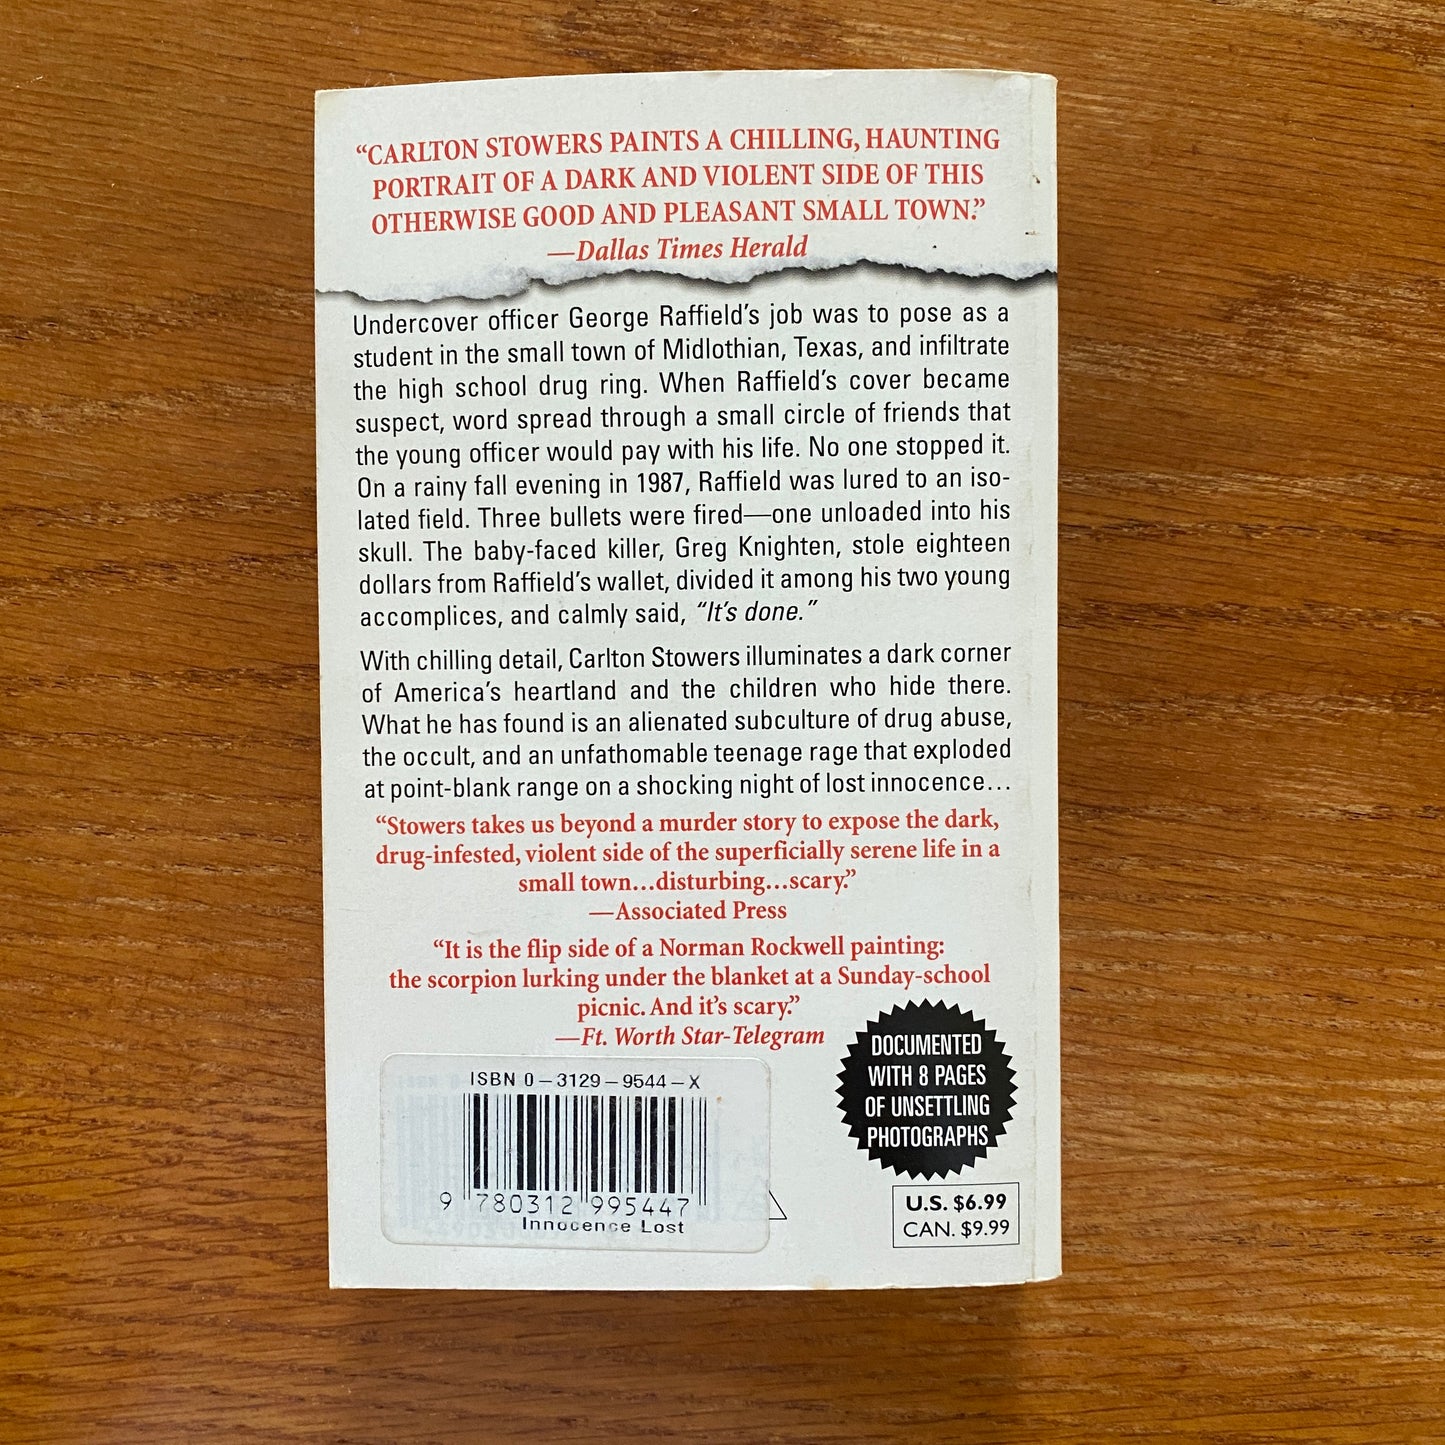 “CARLTON STOWERS PAINTS A CHILLING, HAUNTING
PORTRAIT OF A DARK AND VIOLENT SIDE OF THIS
OTHERWISE GOOD AND PLEASANT SMALL TOWN.”
—Dallas Times Herald
Undercover officer George Raffield’s job was to pose as a
student in the small town of Midlothian, Texas, and infiltrate
the high school drug ring. When Raffield’s cover became
suspect, word spread through a small circle of friends that
the young officer would pay with his life. No one stopped it.
On a rainy fall evening in 1987, Raffield was lured to an iso-
lated field. Three bullets were fired—one unloaded into his
skull. The baby-faced killer, Greg Knighten, stole eighteen
dollars from Raffield’s wallet, divided it among his two young
accomplices, and calmly said, “It’s done.”
With chilling detail, Carlton Stowers illuminates a dark corner
of America’s heartland and the children who hide there.
What he has found is an alienated subculture of drug abuse,
the occult, and an unfathomable teenage rage that exploded
at point-blank range on a shocking night of lost innocence...
“Stowers takes us beyond a murder story to expose the dark,
drug-infested, violent side of the superficially serene life in a
small town...disturbing...scary.”
—Associated Press
“It is the flip side of a Norman Rockwell painting:
the scorpion lurking under the blanket at a Sunday-school
picnic. And it’s scary.”
—Ft. Worth Star-Telegram
DOCUMENTED
WITH 8 PAGES
OF UNSETTLING
PHOTOGRAPHS
ISBN 0-3129-9544-X
9 780312 995447
Innocence Lost
U.S. $6.99
CAN. $9.99